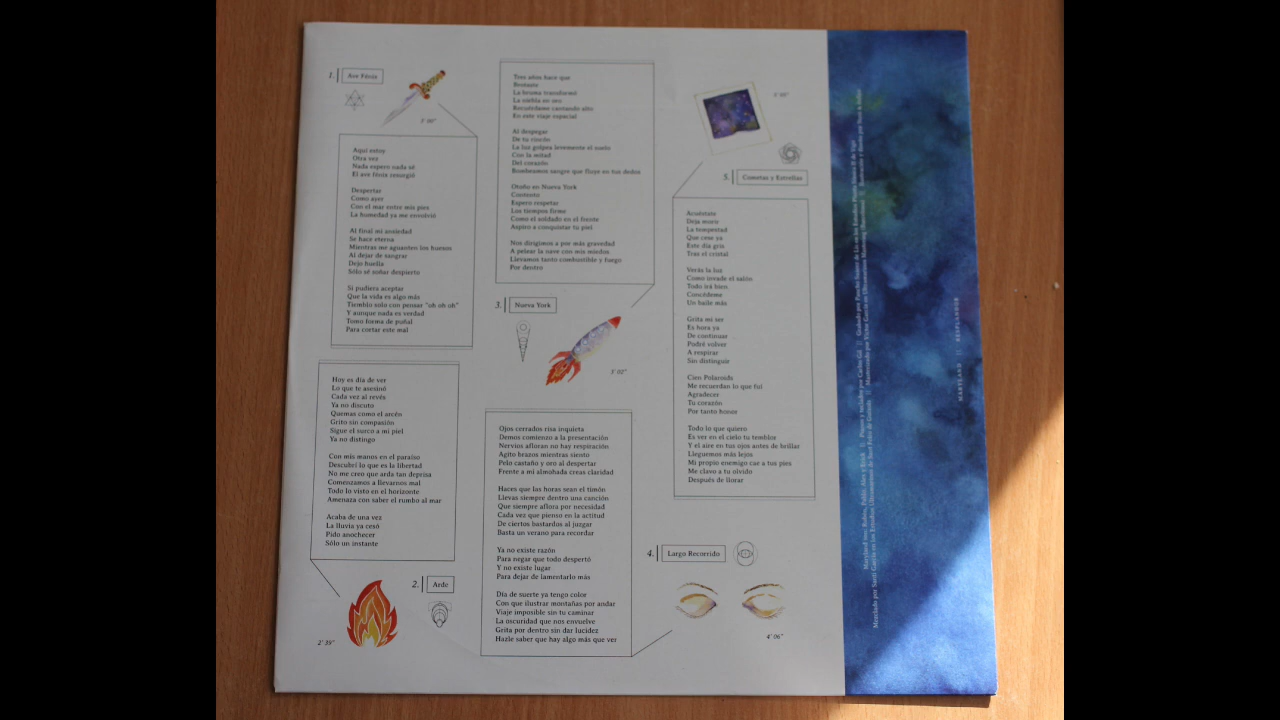 1. Ave Fénix
3' 00"
Aquí estoy
Otra vez
Nada espero nada sé
El ave fénix resurgió
Despertar
Como ayer
Con el mar entre mis pies
La humedad ya me envolvió
Al final mi ansiedad
Se hace eterna
Mientras me aguanten los huesos
Al dejar de sangrar
Dejo huella
Sólo sé soñar despierto
Si pudiera aceptar
Que la vida es algo más
Tiemblo solo con pensar "uh uh uh"
Y aunque nada es verdad
Tomo forma de puñal
Para cortar este mal
Hoy es día de ver
Lo que te asesinó
Cada vez al revés
Ya no discuto
Quemas como el arcén
Grito sin compasión
Sigue el surco a mi piel
Ya no distingo
Con mis manos en el paraíso
Descubrí lo que es la libertad
No me creo que arda tan deprisa
Comenzamos a llevarnos mal
Todo lo visto en el horizonte
Amenaza con saber el rumbo al mar
Acaba de una vez
La lluvia ya cesó
Pido anochecer
Sólo un instante
2. Arde
2' 39"
Tres años hace que
Brotaste
La broma transformó
La niebla en oro
Recuérdame cantando alto
En este viaje espacial
Al despegar
De tu rincón
La luz golpea levemente el suelo
Con la mitad
Del corazón
Bombeamos sangre que fluye en tus dedos
Otoño en Nueva York
Contesto
Espero respetar
Los tiempos firme
Como el soldado en el frente
Aspiro a conquistar tu piel
Nos dirigimos a por más gravedad
A pelear la nave con mis miedos
Llevamos tanto combustible y fuego
Por dentro
3. Nueva York
3' 02"
Ojos cerrados risa inquieta
Demos comienzo a la presentación
Nervios afloran no hay respiración
Agito brazos mientras siento
Pelo castaño y oro al despertar
Frente a mi almohada creas claridad
Haces que las horas sean el timón
Llevas siempre dentro una canción
Que siempre aflora por necesidad
Cada vez que pienso en la actitud
De ciertos bastardos al juzgar
Basta un verano para recordar
Ya no existe razón
Para negar que todo despertó
Y no existe lugar
Para dejar de lamentarlo más
Día de suerte ya tengo color
Con que ilustrar montañas por andar
Viaje imposible sin tu caminar
La oscuridad que nos envuelve
Grita por dentro sin dar lucidez
Hazle saber que hay algo más que ver
4. Largo Recorrido
4' 06"
5. Cometas y Estrellas
Acuéstate
Deja morir
La tempestad
Que cese ya
Este día gris
Tras el cristal
Verás la luz
Como invade el salón
Todo irá bien
Concédeme
Un baile más
Grita mi ser
Es hora ya
De continuar
Podré volver
A respirar
Sin distinguir
Cien Polaroids
Me recuerdan lo que fui
Agradecer
Tu corazón
Por tanto honor
Todo lo que quiero
Es ver en el cielo tu temblor
Y el aire en tus ojos antes de brillar
Lleguemos más lejos
Mi propio enemigo cae a tus pies
Me clavo a tu olvido
Después de llorar
MARYLAND || RESPLANDOR